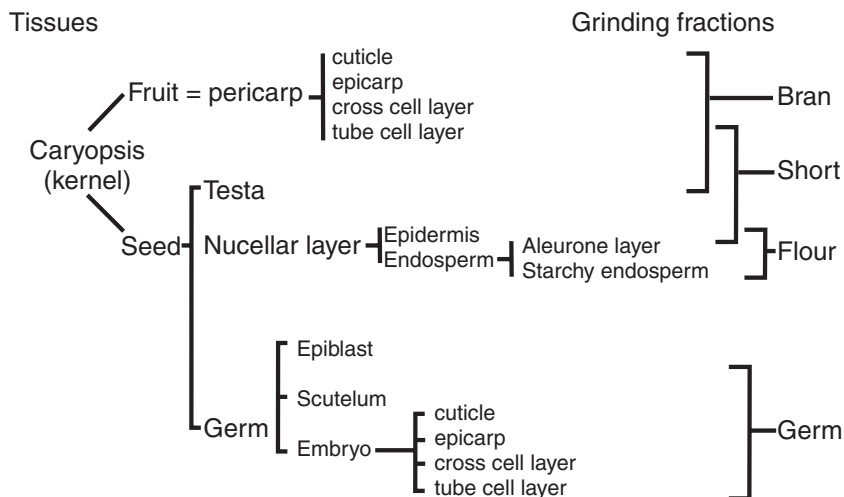 Tissues
Grinding fractions
Fruit = pericarp
cuticle
epicarp
cross cell layer
tube cell layer
Bran
Caryopsis
(kernel)
Short
Seed
Testa
Nucellar layer
Epidermis
Endosperm
Aleurone layer
Starchy endosperm
Flour
Epiblast
Scutelum
Germ
Embryo
cuticle
epicarp
cross cell layer
tube cell layer
Germ